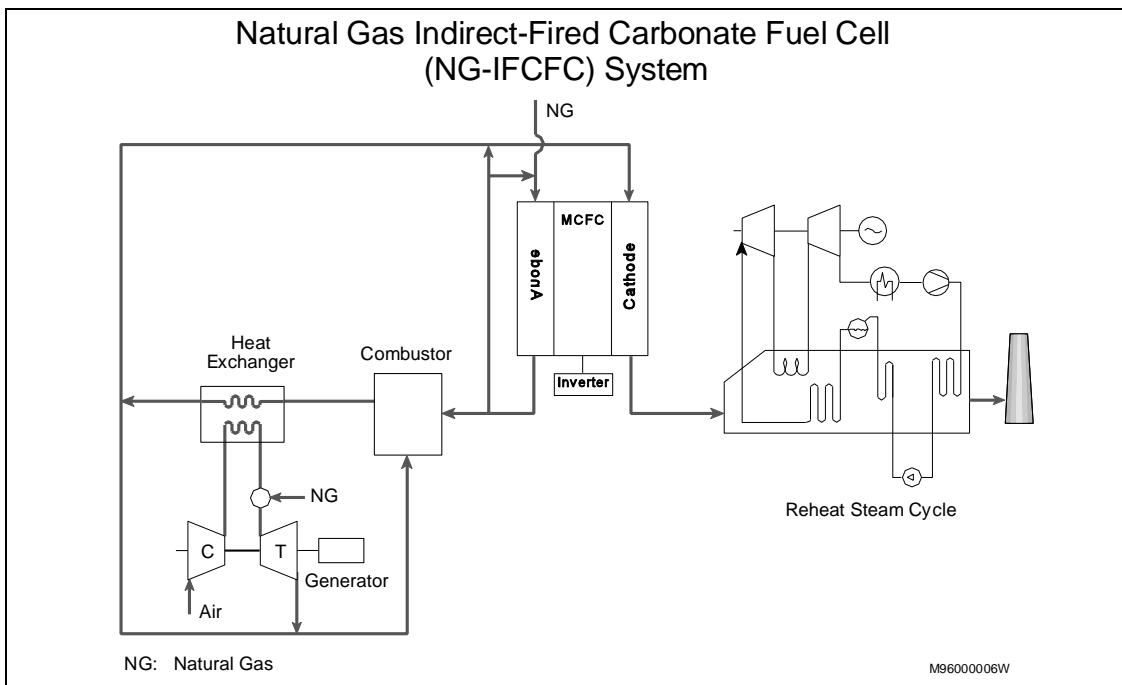 Natural Gas Indirect-Fired Carbonate Fuel Cell
(NG-IFCFC) System
NG
MCFC
Anode
Cathode
Inverter
Heat
Exchanger
Combustor
NG
C
T
Generator
Air
Reheat Steam Cycle
NG: Natural Gas
M96000006W